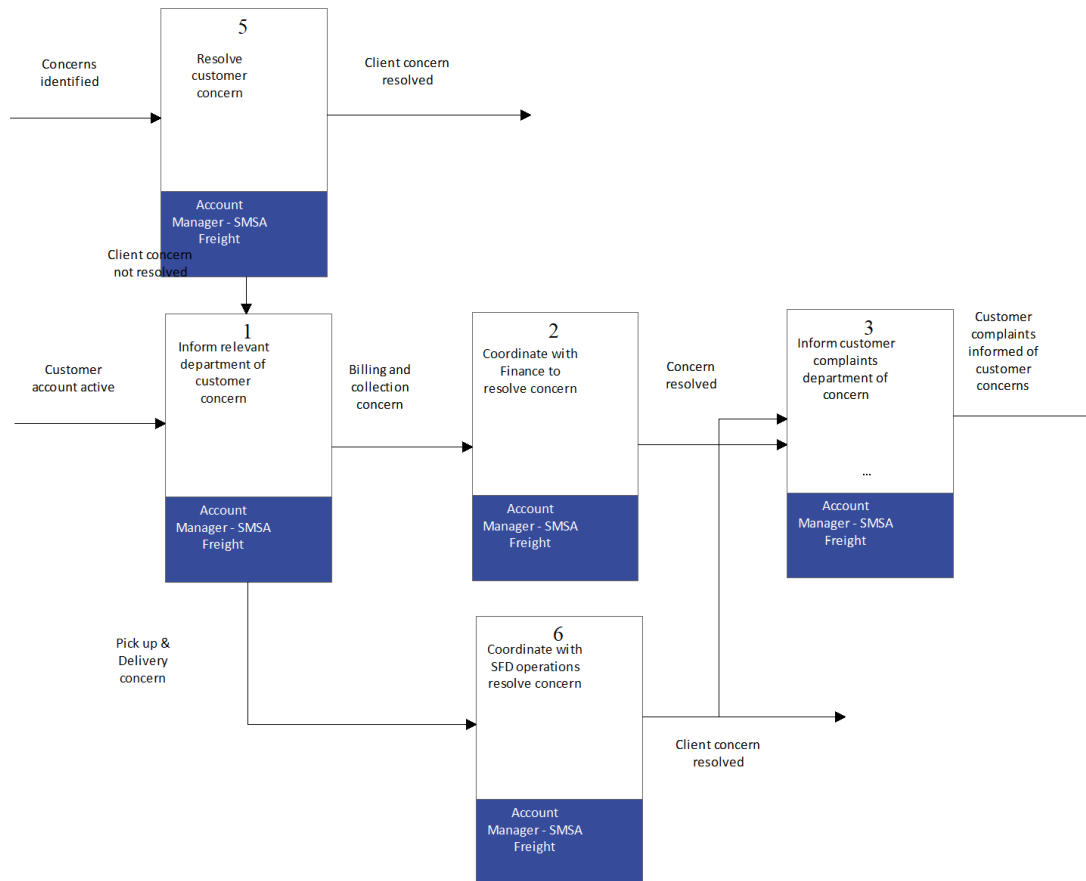 5
Resolve
customer
concern
Concerns
identified
Client concern
resolved
Account
Manager - SMSA
Freight
Client concern
not resolved
1
Inform relevant
department of
customer
concern
Customer
account active
Billing and
collection
concern
2
Coordinate with
Finance to
resolve concern
Concern
resolved
3
Inform customer
complaints
department of
concern
...
Customer
complaints
informed of
customer
concerns
Account
Manager - SMSA
Freight
Account
Manager - SMSA
Freight
Account
Manager - SMSA
Freight
Pick up &
Delivery
concern
6
Coordinate with
SFD operations
resolve concern
Client concern
resolved
Account
Manager - SMSA
Freight